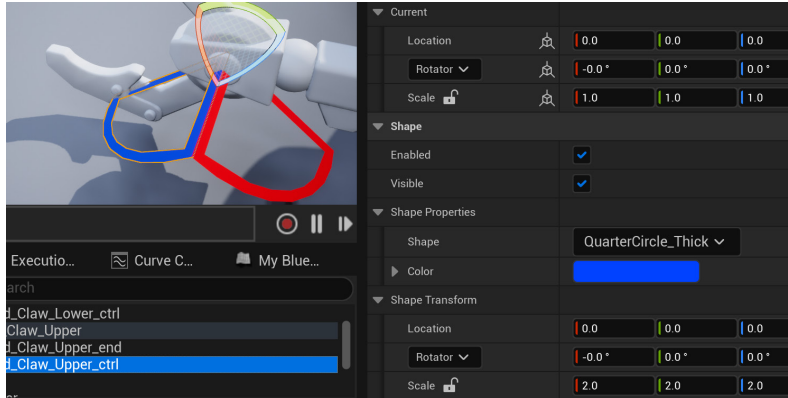 Current
Location 0.0 0.0 0.0
Rotator -0.0° 0.0° 0.0°
Scale 1.0 1.0 1.0
Shape
Enabled
Visible
Shape Properties
Shape QuarterCircle_Thick
Color
Shape Transform
Location 0.0 0.0 0.0
Rotator -0.0° 0.0° 0.0°
Scale 2.0 2.0 2.0
Executio... Curve C... My Blue...
arch
d_Claw_Lower_ctrl
Claw_Upper
d_Claw_Upper_end
d_Claw_Upper_ctrl